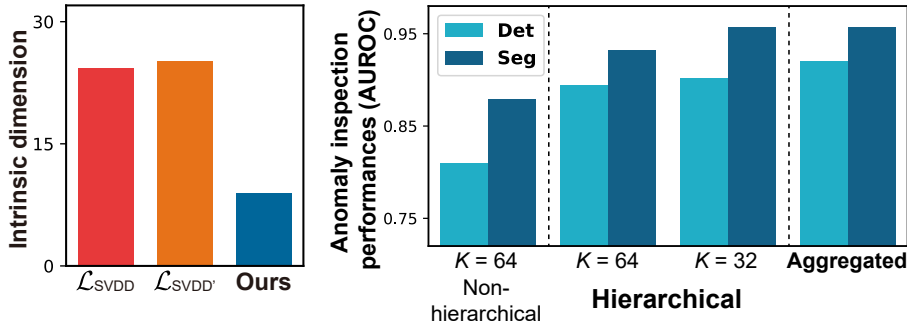 Intrinsic dimension
30
15
0
ℒSVDD
ℒSVDD'
Ours
Anomaly inspection
performances (AUROC)
0.95
0.85
0.75
Det
Seg
K = 64
K = 64
K = 32
Aggregated
Non-
hierarchical
Hierarchical